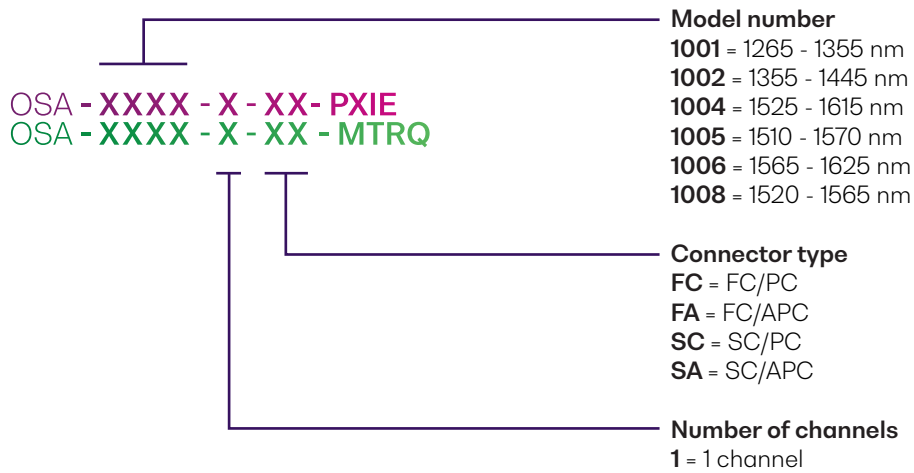 Model number
1001 = 1265 - 1355 nm
1002 = 1355 - 1445 nm
1004 = 1525 - 1615 nm
1005 = 1510 - 1570 nm
1006 = 1565 - 1625 nm
1008 = 1520 - 1565 nm
OSA - XXXX - X - XX- PXIE
OSA - XXXX - X - XX - MTRQ
Connector type
FC = FC/PC
FA = FC/APC
SC = SC/PC
SA = SC/APC
Number of channels
1 = 1 channel